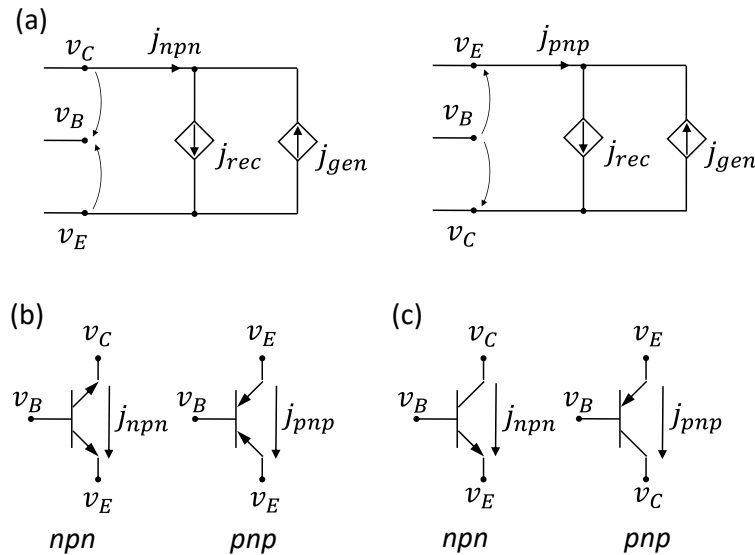 (a)
v_C j_npn
v_B
j_rec j_gen
v_E
v_E j_pnp
v_B
j_rec j_gen
v_C
(b)
v_C
v_B j_npn
v_E
npn
v_E
v_B j_pnp
v_E
pnp
(c)
v_C
v_B j_npn
v_E
npn
v_E
v_B j_pnp
v_C
pnp